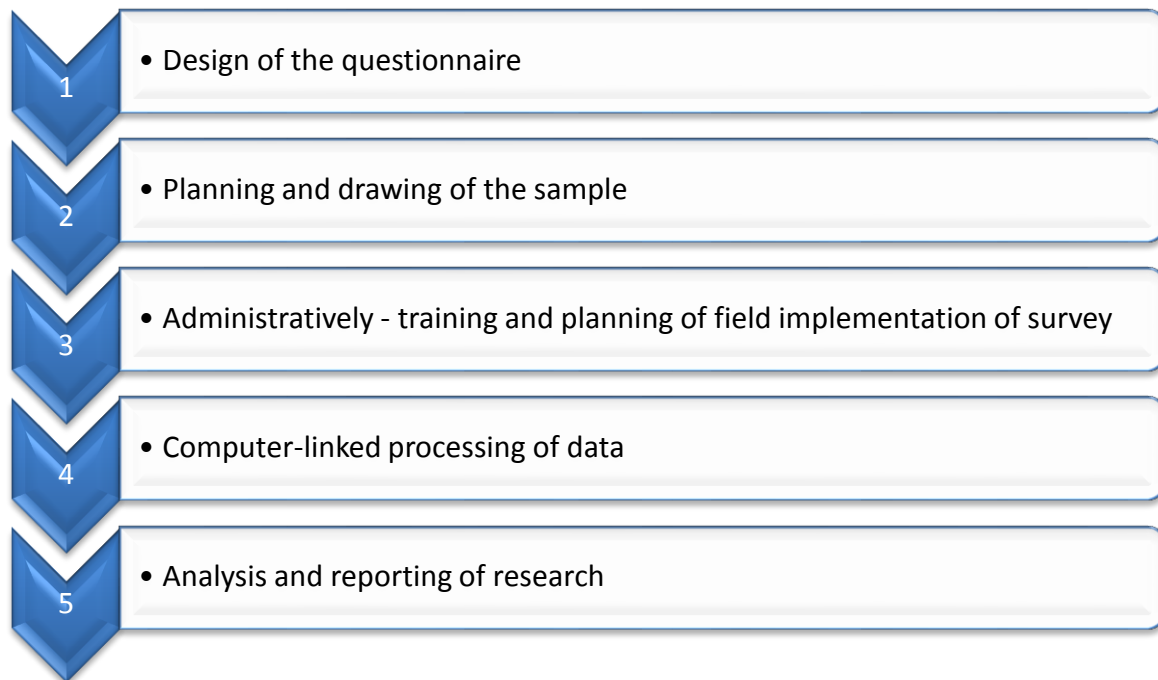 1
• Design of the questionnaire
2
• Planning and drawing of the sample
3
• Administratively - training and planning of field implementation of survey
4
• Computer-linked processing of data
5
• Analysis and reporting of research